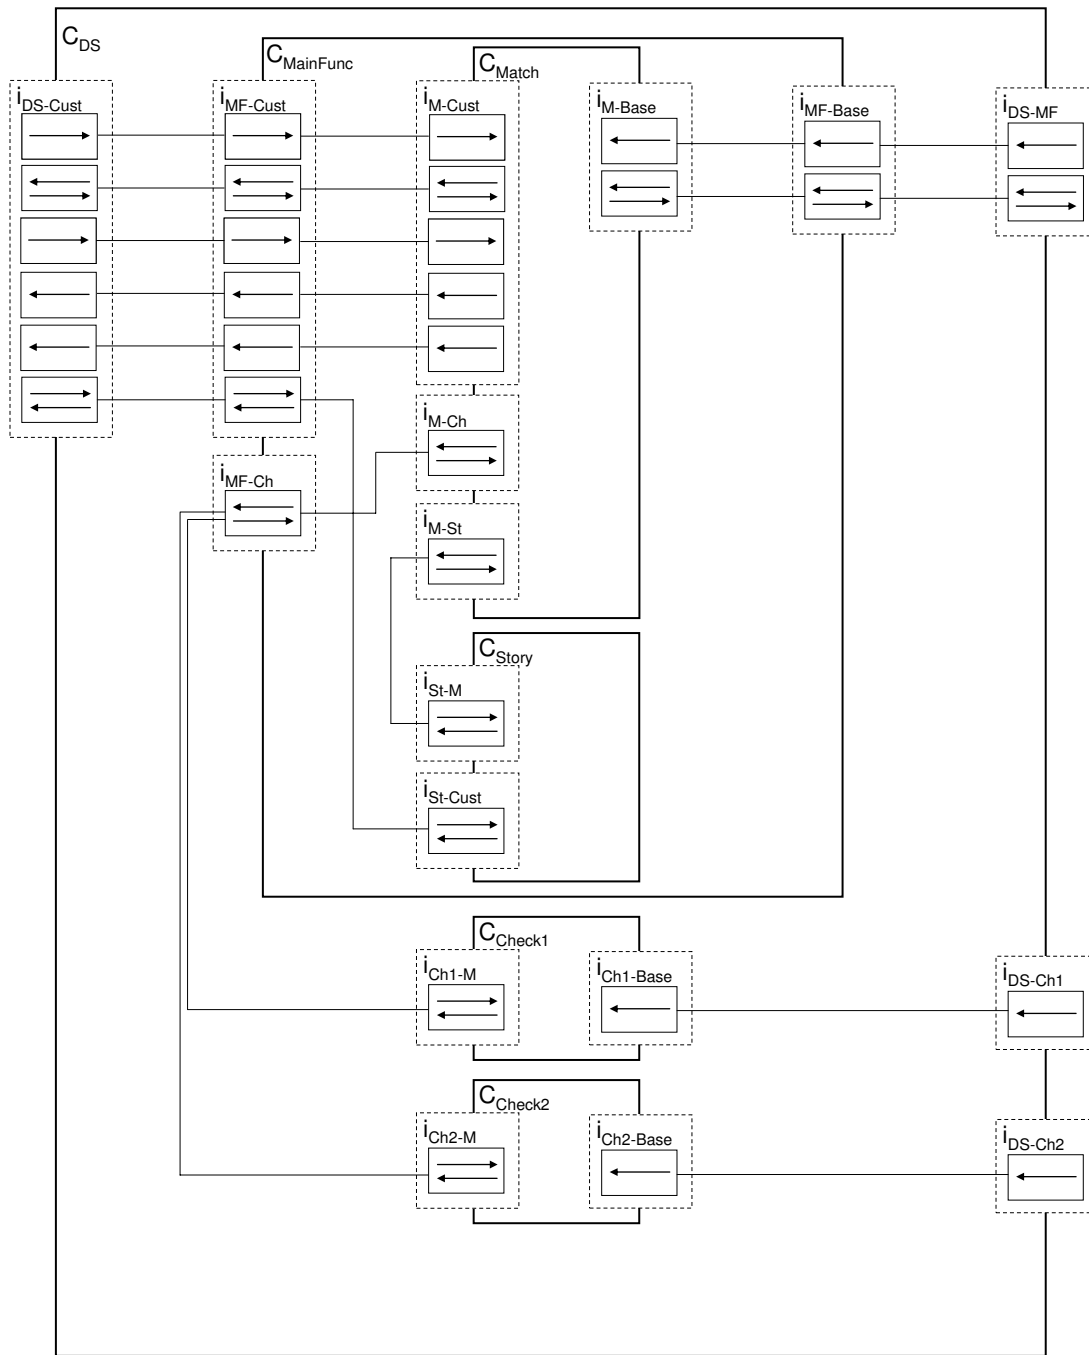 C_DS
C_MainFunc
C_Match
i_DS-Cust
i_MF-Cust
i_M-Cust
i_M-Base
i_MF-Base
i_DS-MF
i_M-Ch
i_MF-Ch
i_M-St
C_Story
i_St-M
i_St-Cust
C_Check1
i_Ch1-M
i_Ch1-Base
i_DS-Ch1
C_Check2
i_Ch2-M
i_Ch2-Base
i_DS-Ch2